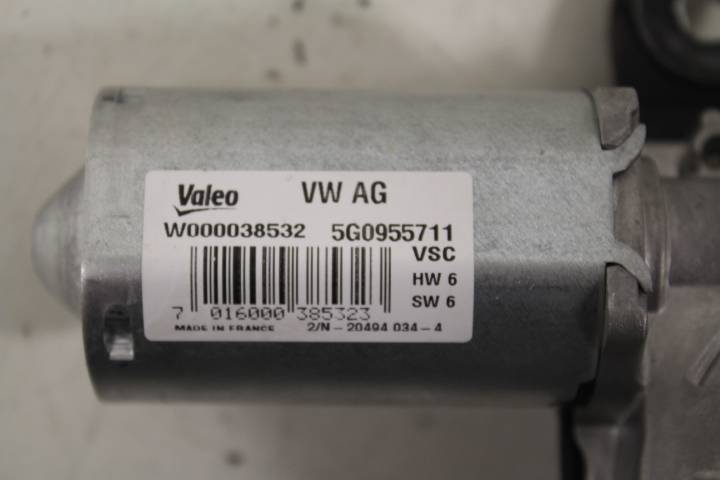 Valeo VW AG
W000038532 5G0955711
VSC
HW 6
SW 6
7 016000 385323
MADE IN FRANCE 2/N - 20494 034 - 4